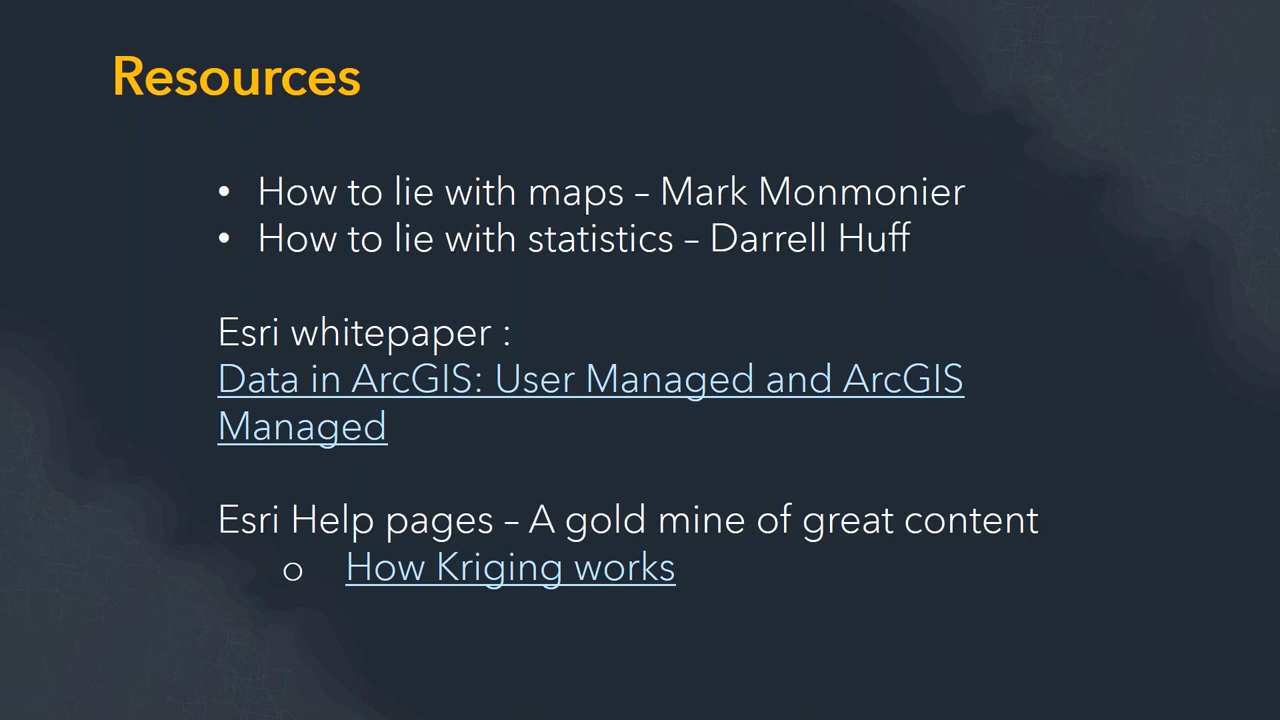 Resources
• How to lie with maps – Mark Monmonier
• How to lie with statistics – Darrell Huff
Esri whitepaper :
Data in ArcGIS: User Managed and ArcGIS
Managed
Esri Help pages – A gold mine of great content
o How Kriging works